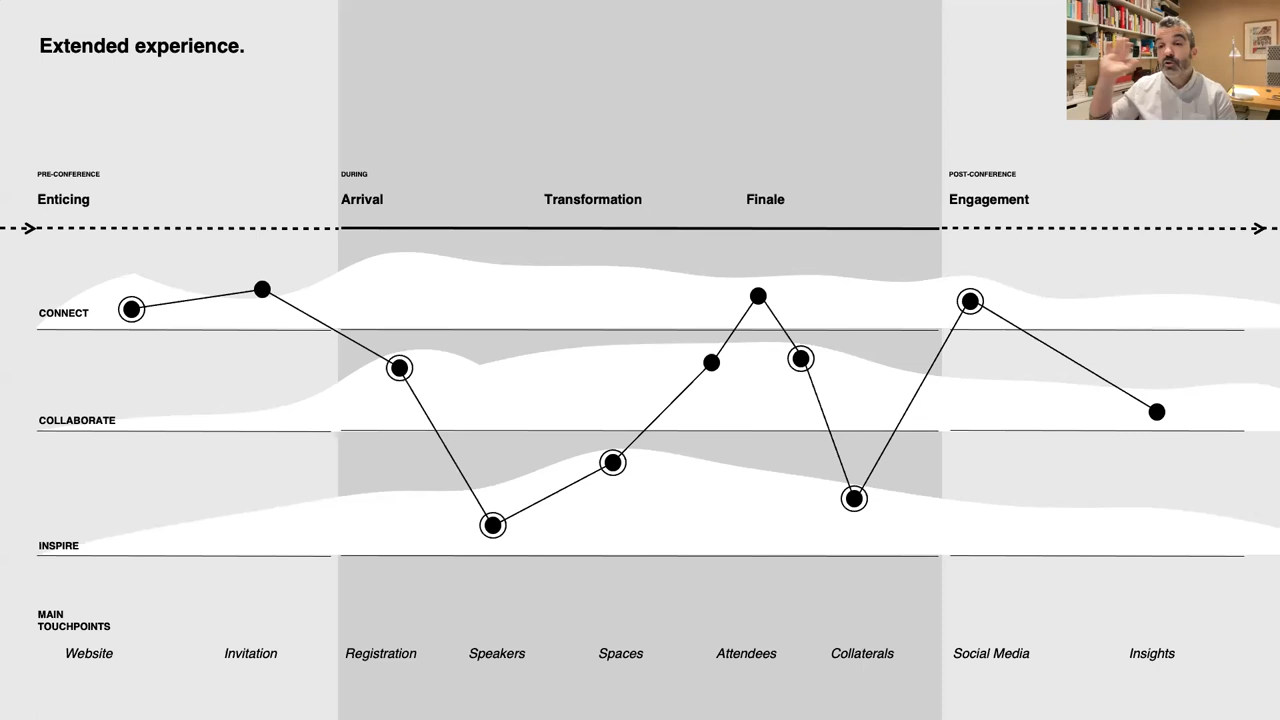 Extended experience.
PRE-CONFERENCE
Enticing
DURING
Arrival
Transformation
Finale
POST-CONFERENCE
Engagement
CONNECT
COLLABORATE
INSPIRE
MAIN
TOUCHPOINTS
Website
Invitation
Registration
Speakers
Spaces
Attendees
Collaterals
Social Media
Insights